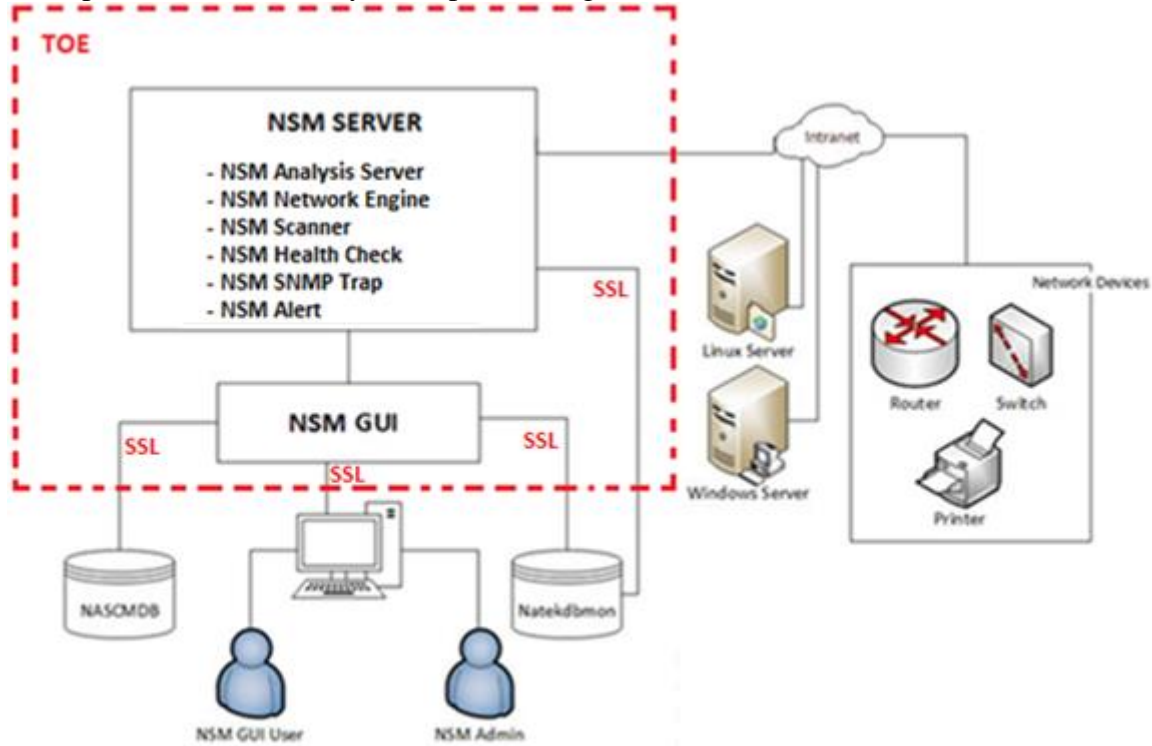 TOE
NSM SERVER
- NSM Analysis Server
- NSM Network Engine
- NSM Scanner
- NSM Health Check
- NSM SNMP Trap
- NSM Alert
SSL
NSM GUI
SSL
SSL
SSL
Intranet
Network Devices
Linux Server
Router
Switch
Windows Server
Printer
NASCMDB
Natekdbmon
NSM GUI User
NSM Admin